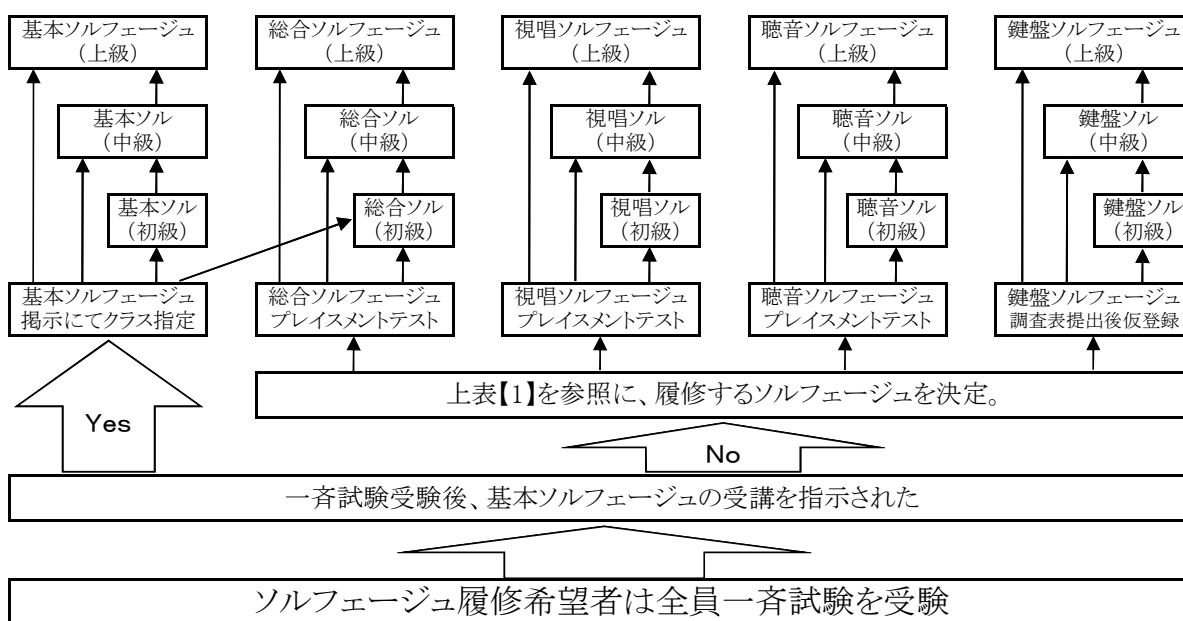 基本ソルフェージュ
(上級)
総合ソルフェージュ
(上級)
視唱ソルフェージュ
(上級)
聴音ソルフェージュ
(上級)
鍵盤ソルフェージュ
(上級)
基本ソル
(中級)
総合ソル
(中級)
視唱ソル
(中級)
聴音ソル
(中級)
鍵盤ソル
(中級)
基本ソル
(初級)
総合ソル
(初級)
視唱ソル
(初級)
聴音ソル
(初級)
鍵盤ソル
(初級)
基本ソルフェージュ
掲示にてクラス指定
総合ソルフェージュ
プレイスメントテスト
視唱ソルフェージュ
プレイスメントテスト
聴音ソルフェージュ
プレイスメントテスト
鍵盤ソルフェージュ
調査表提出後仮登録
上表【1】を参照に、履修するソルフェージュを決定。
Yes
No
一斉試験受験後、基本ソルフェージュの受講を指示された
ソルフェージュ履修希望者は全員一斉試験を受験